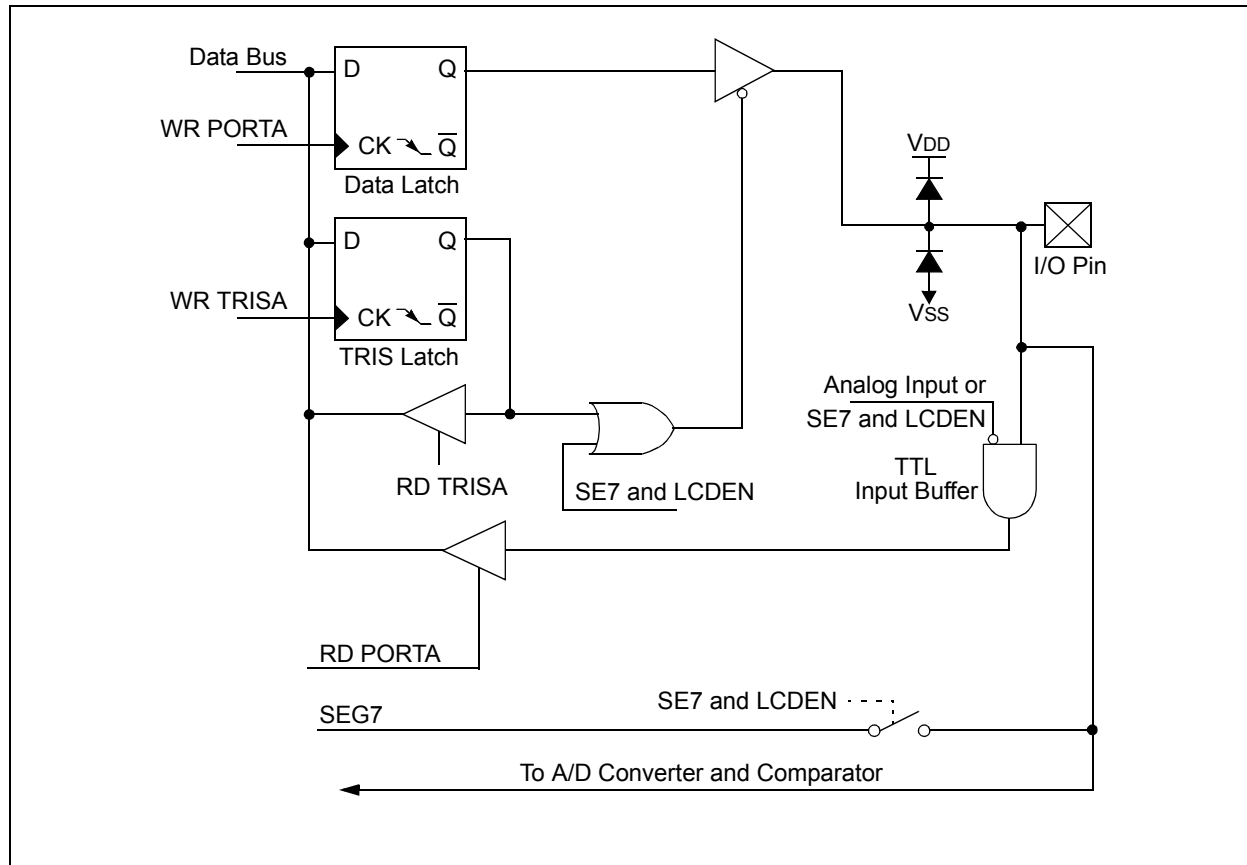 Data Bus
D Q
WR PORTA
CK Q
Data Latch
VDD
D Q
I/O Pin
WR TRISA
CK Q
VSS
TRIS Latch
Analog Input or
SE7 and LCDEN
TTL
Input Buffer
RD TRISA
SE7 and LCDEN
RD PORTA
SE7 and LCDEN
SEG7
To A/D Converter and Comparator